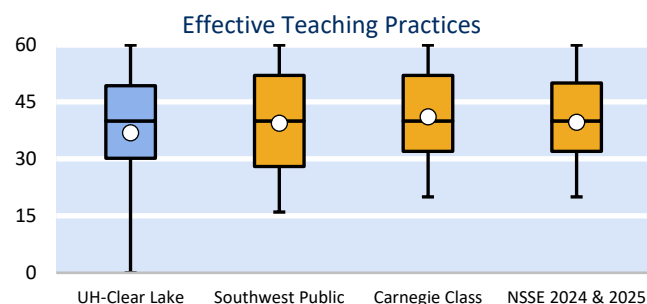 Effective Teaching Practices
60
45
30
15
0
UH-Clear Lake Southwest Public Carnegie Class NSSE 2024 & 2025